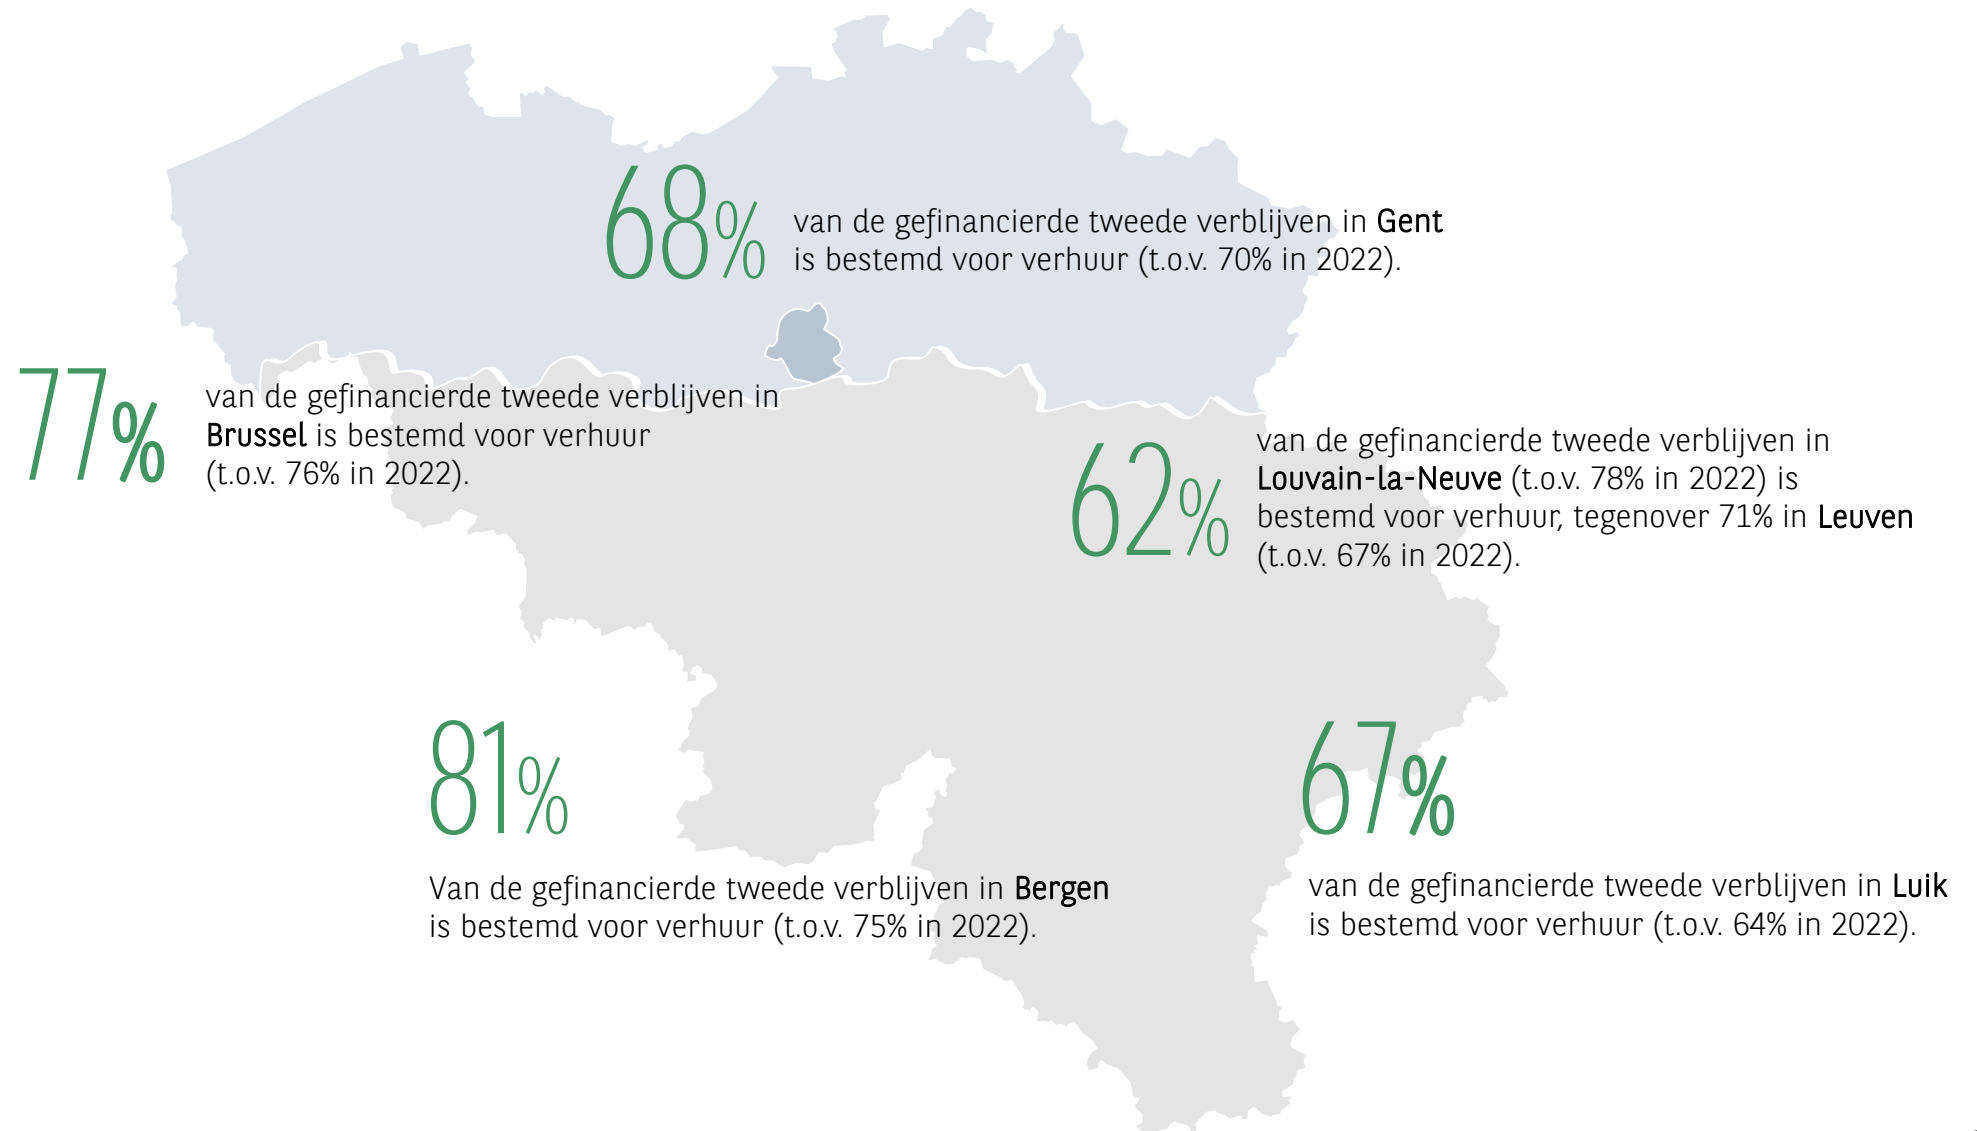 68%
van de gefinancierde tweede verblijven in Gent
is bestemd voor verhuur (t.o.v. 70% in 2022).
77%
van de gefinancierde tweede verblijven in
Brussel is bestemd voor verhuur
(t.o.v. 76% in 2022).
62%
van de gefinancierde tweede verblijven in
Louvain-la-Neuve (t.o.v. 78% in 2022) is
bestemd voor verhuur, tegenover 71% in Leuven
(t.o.v. 67% in 2022).
81%
Van de gefinancierde tweede verblijven in Bergen
is bestemd voor verhuur (t.o.v. 75% in 2022).
67%
van de gefinancierde tweede verblijven in Luik
is bestemd voor verhuur (t.o.v. 64% in 2022).